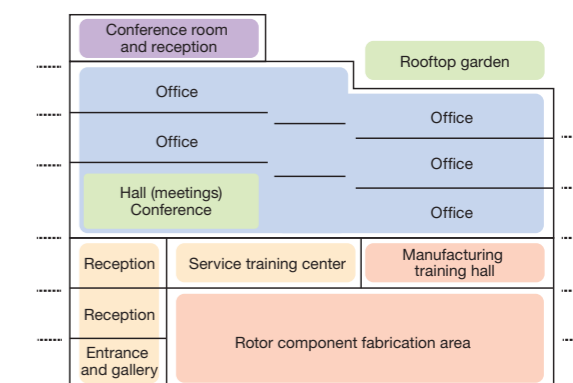 Conference room
and reception
Rooftop garden
Office
Office
Office
Office
Hall (meetings)
Conference
Office
Reception
Service training center
Manufacturing
training hall
Reception
Rotor component fabrication area
Entrance
and gallery